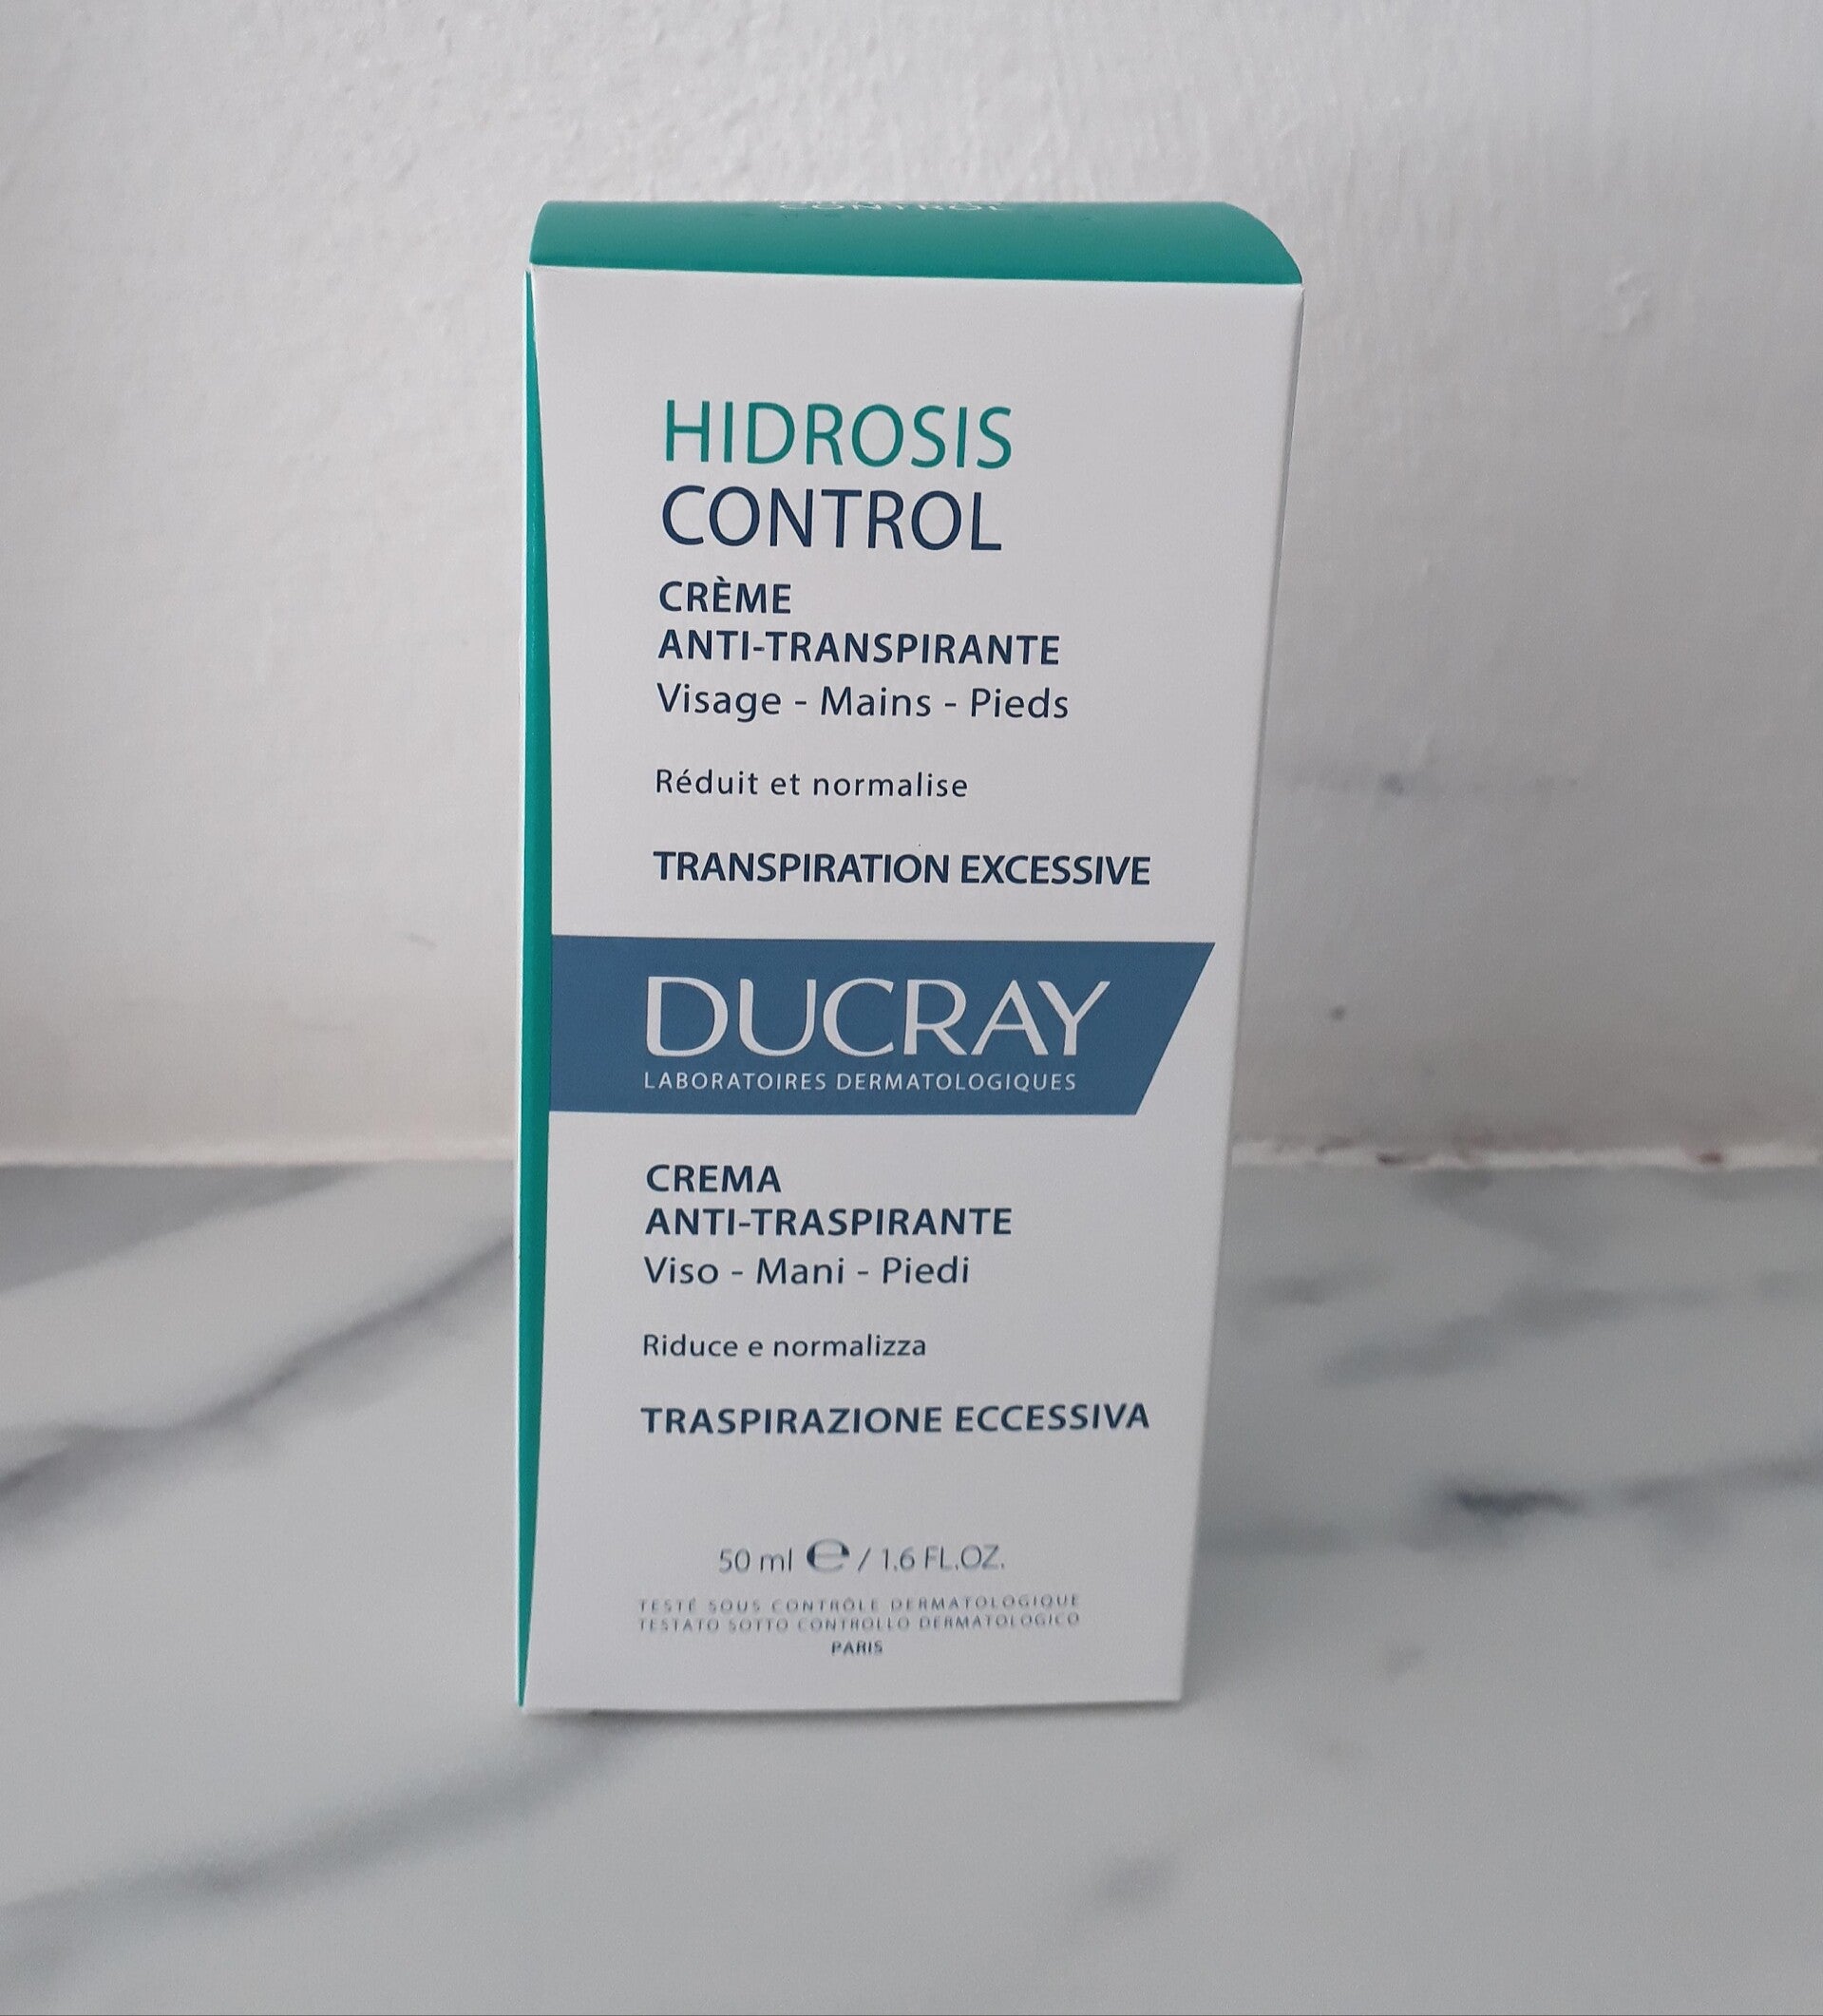 CONTROL
HIDROSIS
CONTROL
CRÈME
ANTI-TRANSPIRANTE
Visage - Mains - Pieds
Réduit et normalise
TRANSPIRATION EXCESSIVE
DUCRAY
LABORATOIRES DERMATOLOGIQUES
CREMA
ANTI-TRASPIRANTE
Viso - Mani - Piedi
Riduce e normalizza
TRASPIRAZIONE ECCESSIVA
50 ml ℮ / 1.6 FL.OZ.
TESTÉ SOUS CONTRÔLE DERMATOLOGIQUE
TESTATO SOTTO CONTROLLO DERMATOLOGICO
PARIS